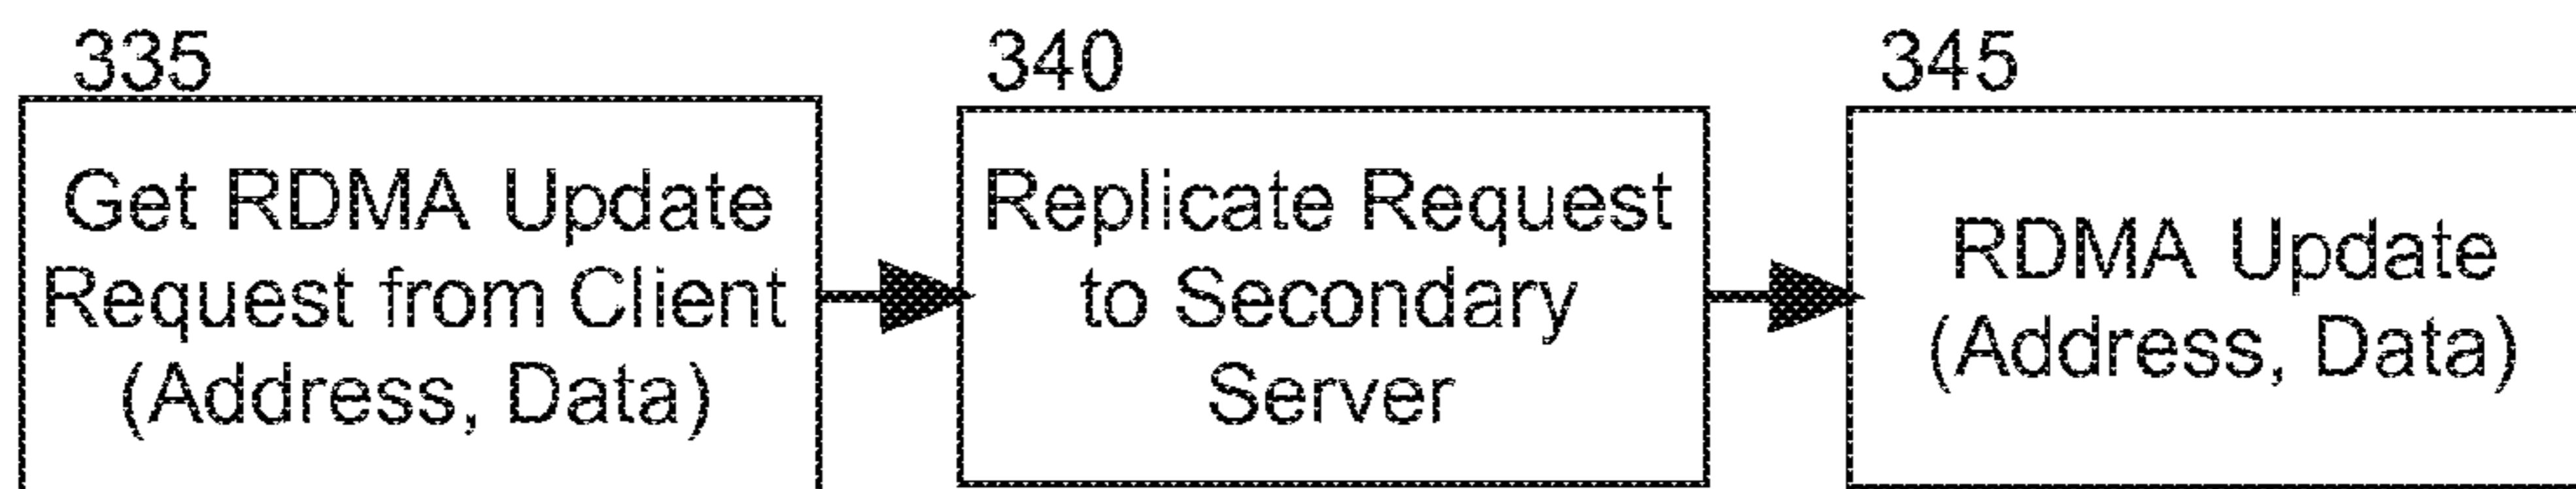 335
Get RDMA Update
Request from Client
(Address, Data)
340
Replicate Request
to Secondary
Server
345
RDMA Update
(Address, Data)